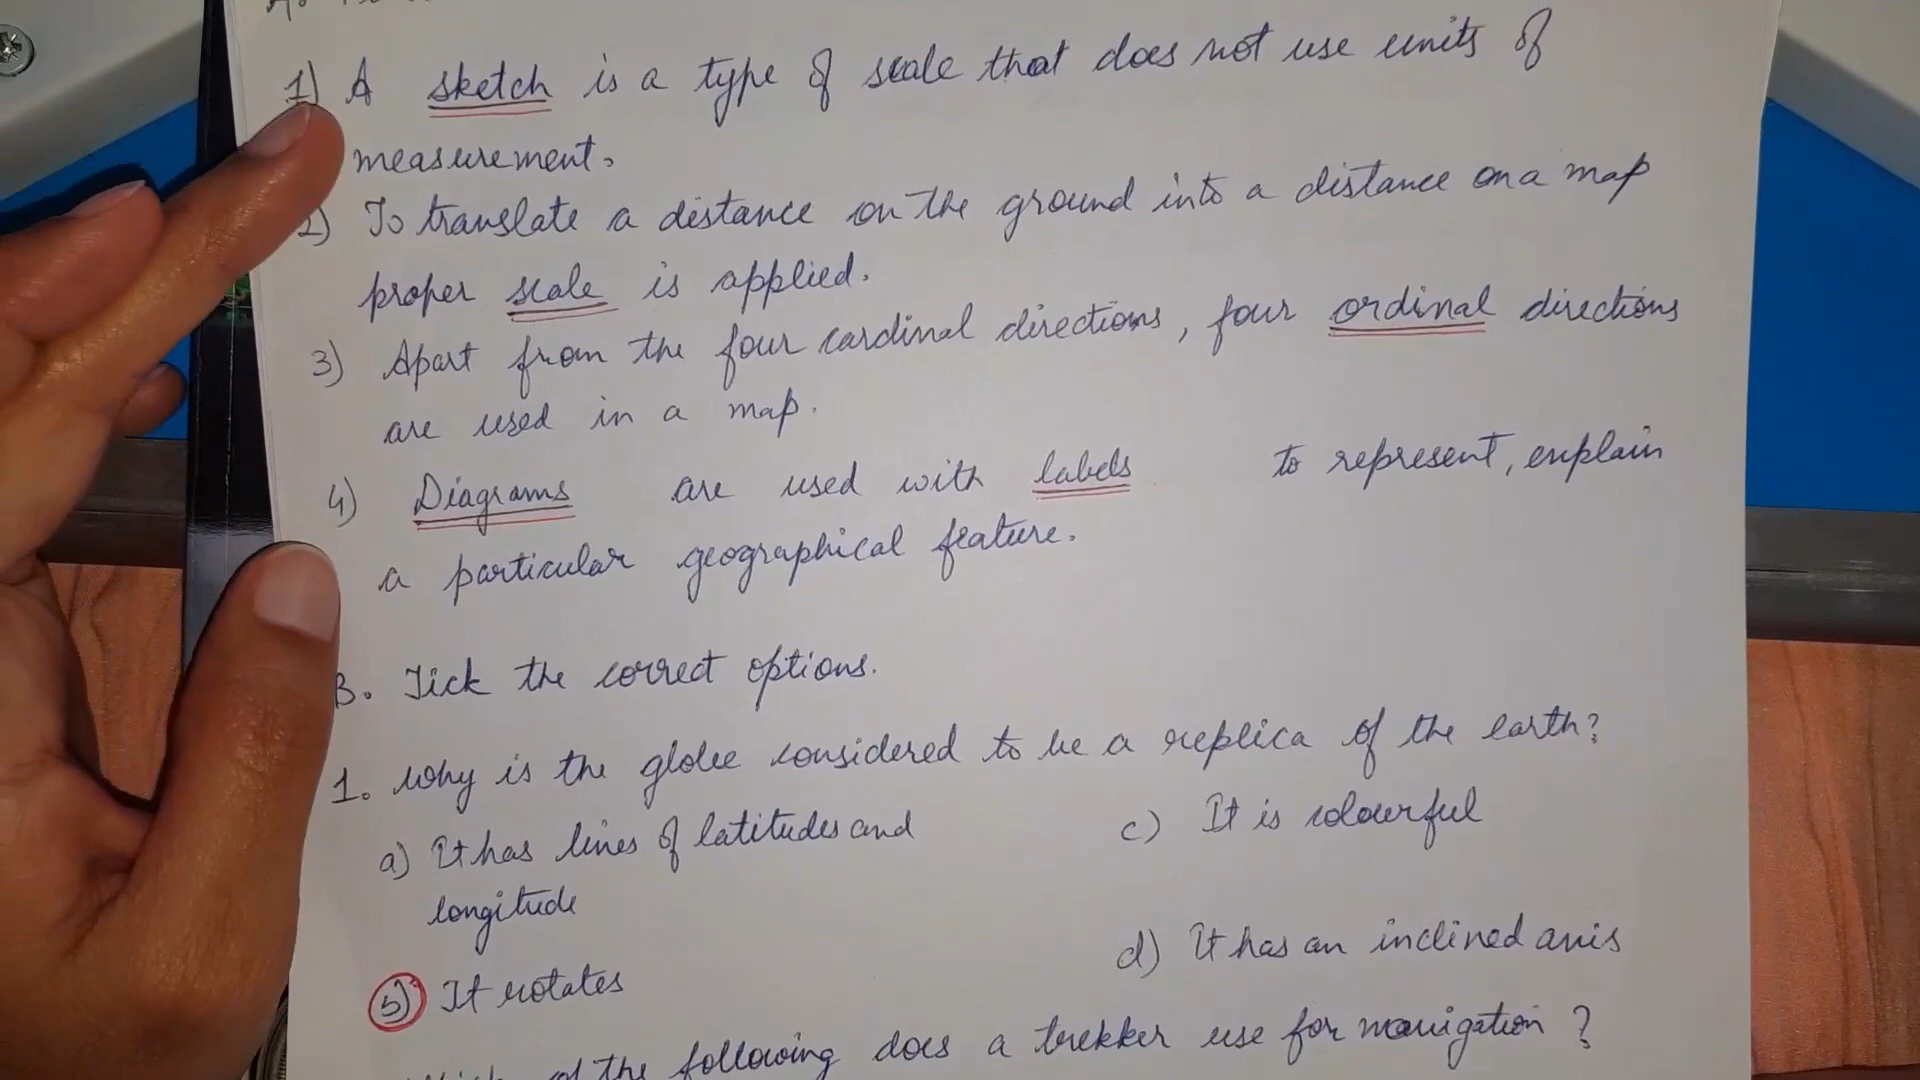 1) A sketch is a type of scale that does not use units of
measurement.
2) To translate a distance on the ground into a distance on a map
proper scale is applied.
3) Apart from the four cardinal directions, four ordinal directions
are used in a map.
4) Diagrams are used with labels to represent, explain
a particular geographical feature.
B. Tick the correct options.
1. Why is the globe considered to be a replica of the earth?
a) It has lines of latitudes and
longitude
c) It is colourful
b) It rotates
d) It has an inclined axis
of the following does a trekker use for navigation ?